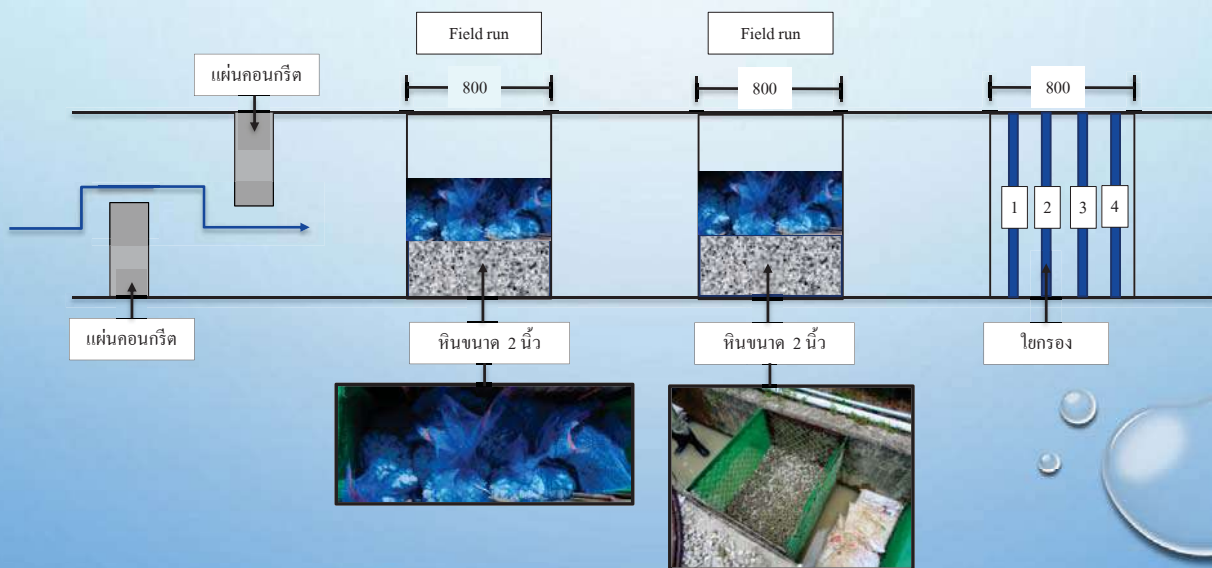 Field run
Field run
แผ่นคอนกรีต
800
800
800
1
2
3
4
แผ่นคอนกรีต
หินขนาด 2 นิ้ว
หินขนาด 2 นิ้ว
ใยกรอง